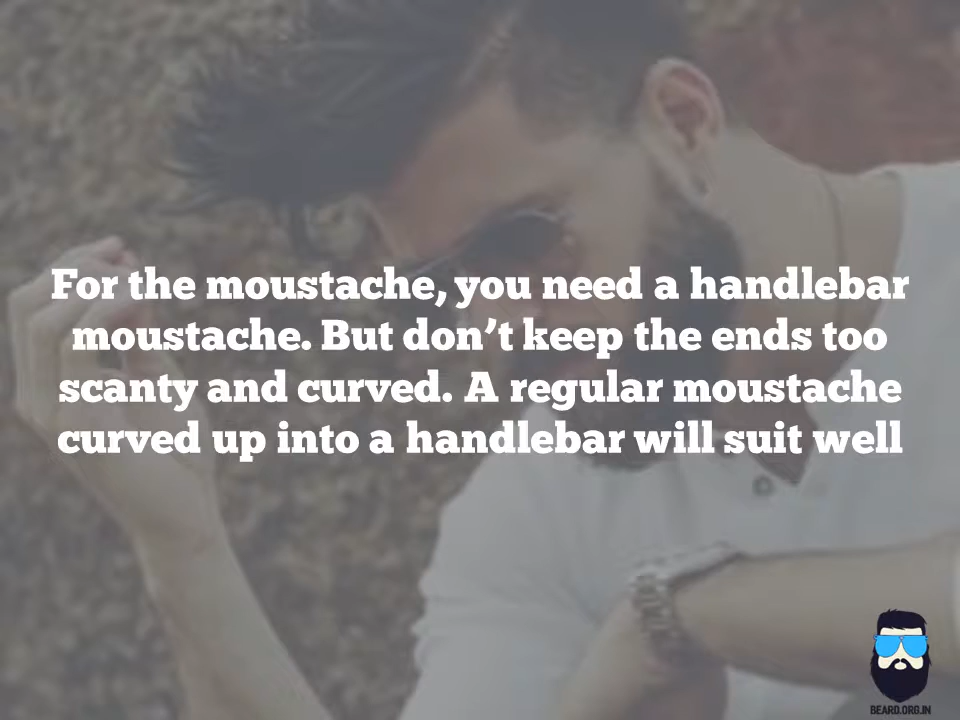 For the moustache, you need a handlebar
moustache. But don’t keep the ends too
scanty and curved. A regular moustache
curved up into a handlebar will suit well
BEARD.ORG.IN